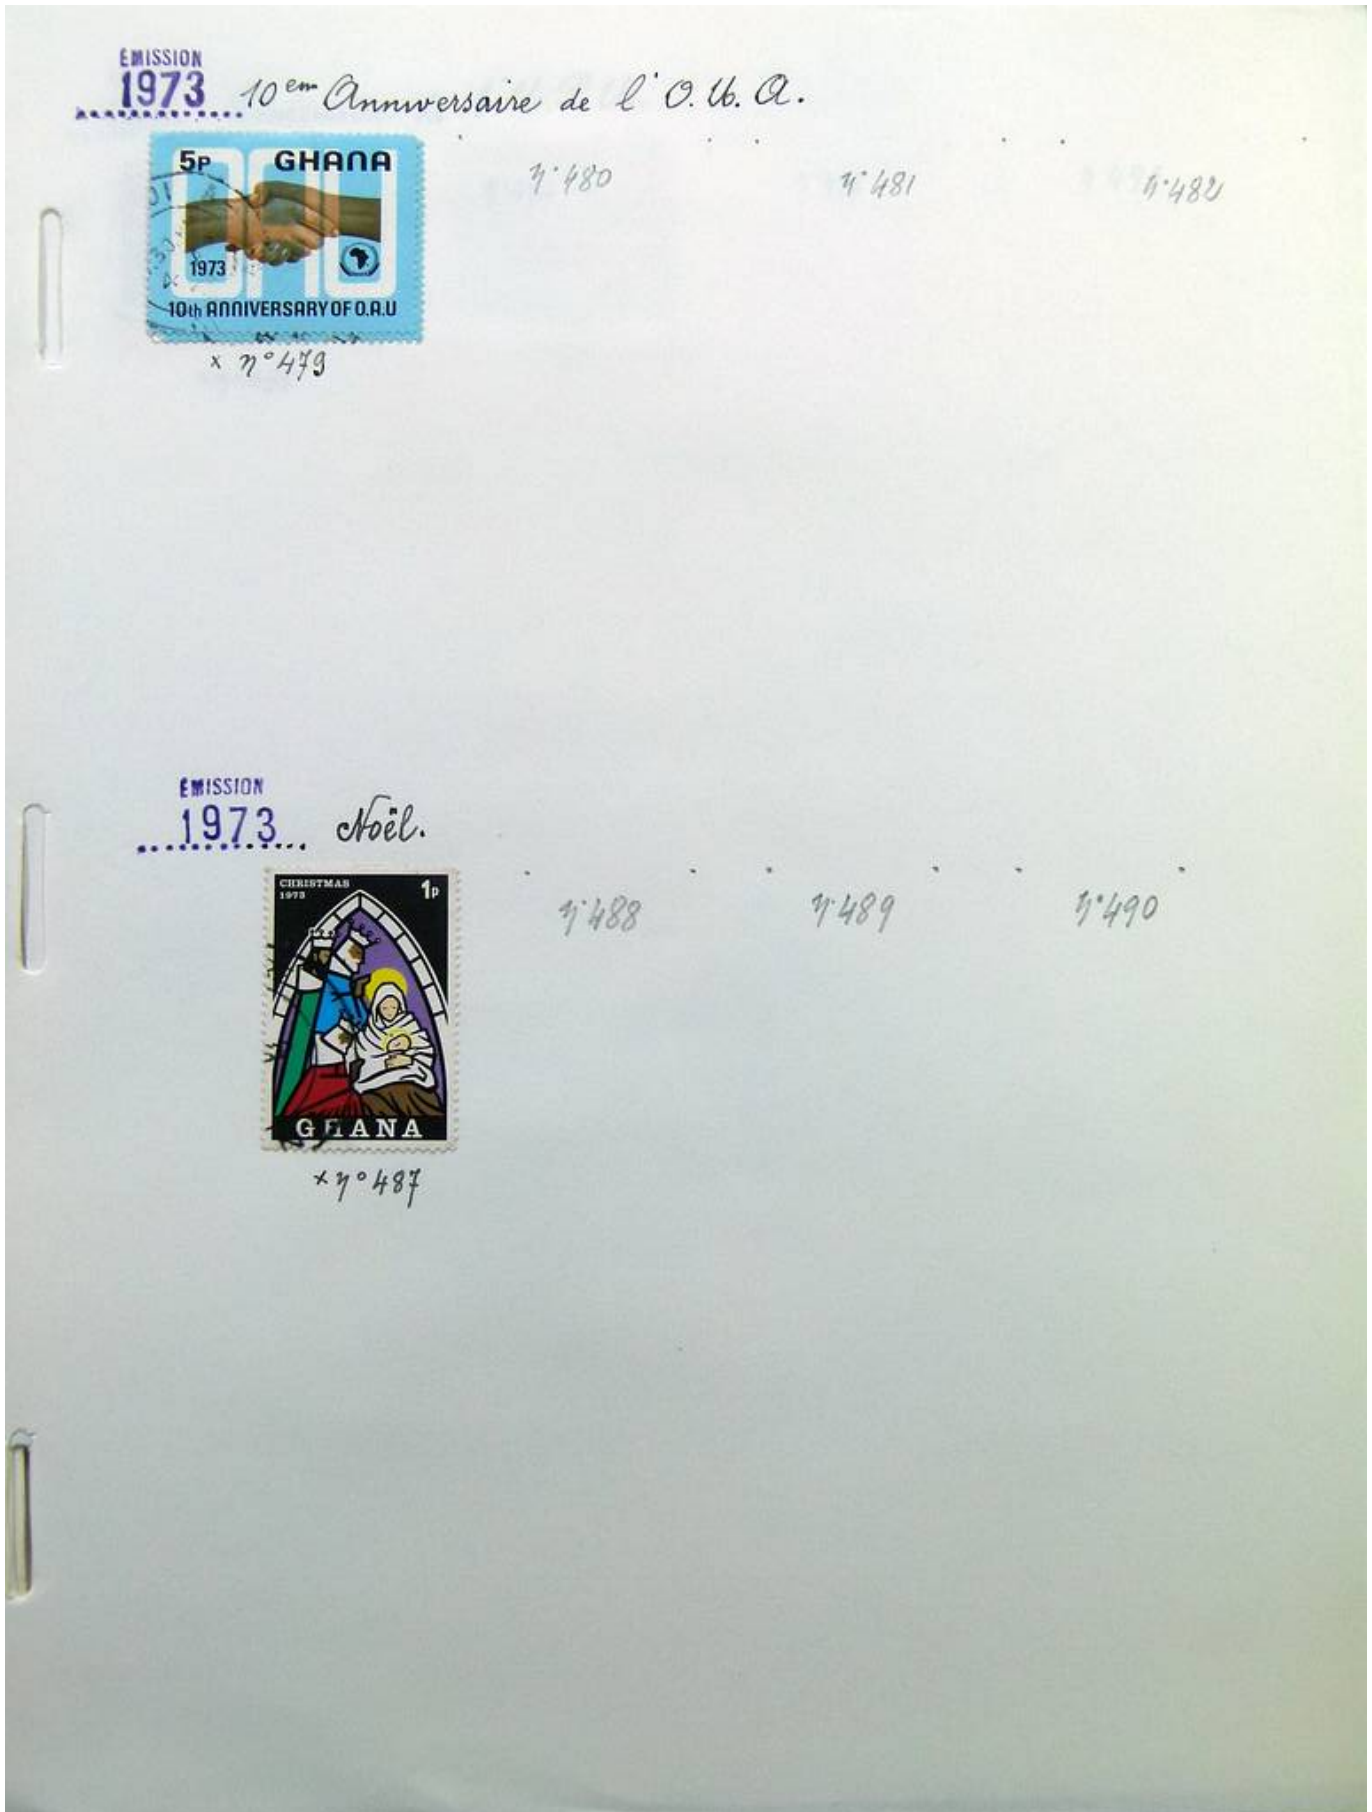 ÉMISSION
1973 10em Anniversaire de l'O.U.A.
5P GHANA
1973
10th ANNIVERSARY OF O.A.U
n°480
n°481
n°482
x n°479
ÉMISSION
1973 Noël.
CHRISTMAS 1p
1973
GHANA
n°488
n°489
n°490
x n°487